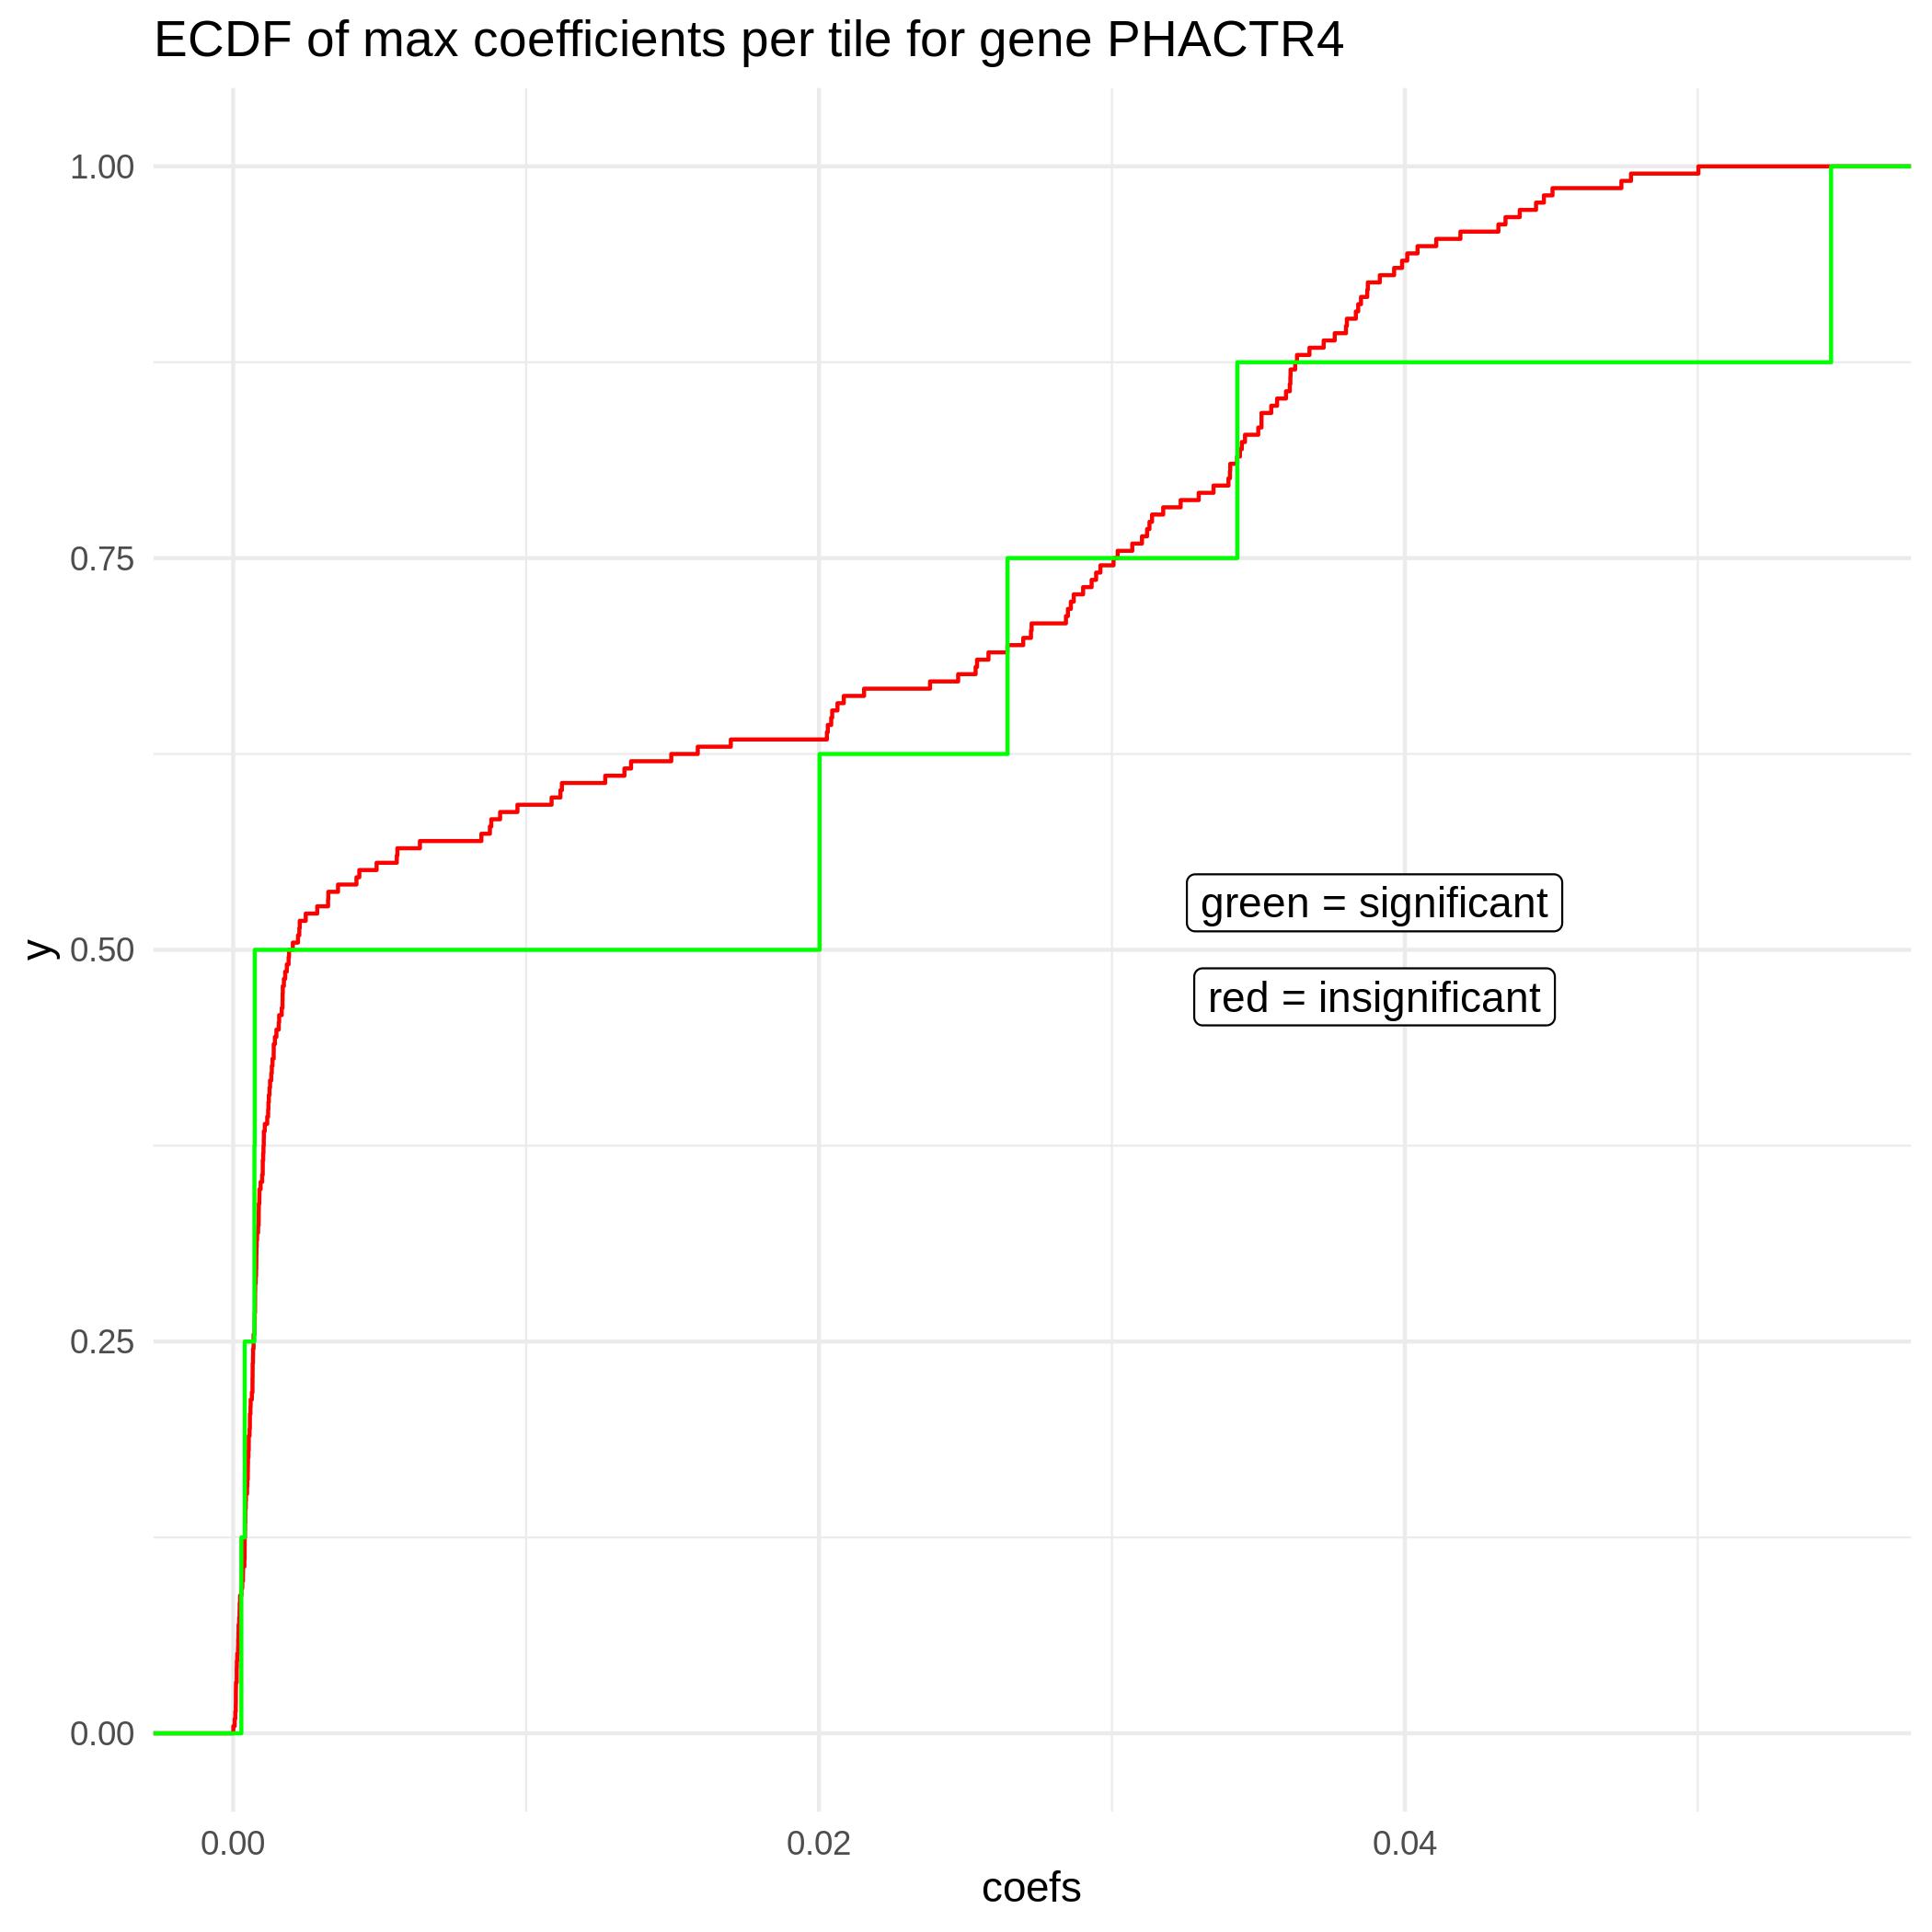 ECDF of max coefficients per tile for gene PHACTR4
1.00
0.75
0.50
0.25
0.00
y
green = significant
red = insignificant
0.00 0.02 0.04
coefs